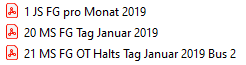 1 JS FG pro Monat 2019
20 MS FG Tag Januar 2019
21 MS FG OT Halts Tag Januar 2019 Bus 2